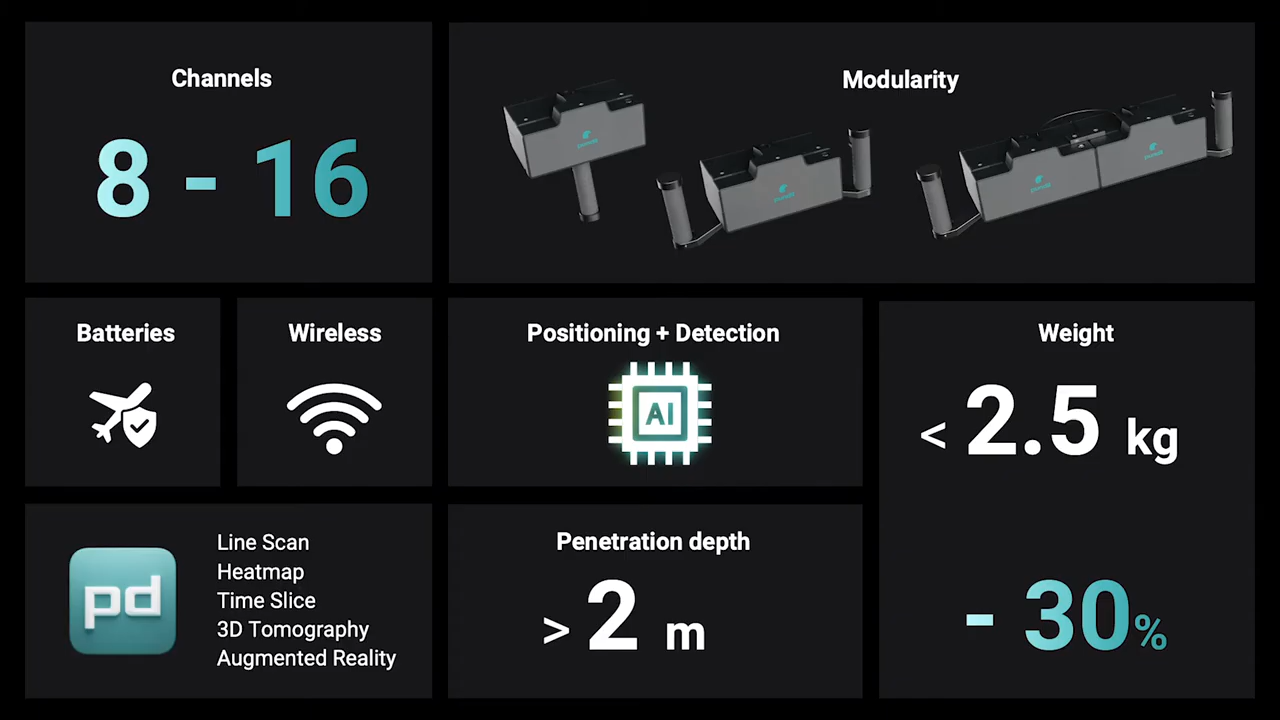 Channels
8 - 16
Modularity
Batteries
Wireless
Positioning + Detection
AI
Weight
< 2.5 kg
- 30%
pd
Line Scan
Heatmap
Time Slice
3D Tomography
Augmented Reality
Penetration depth
> 2 m